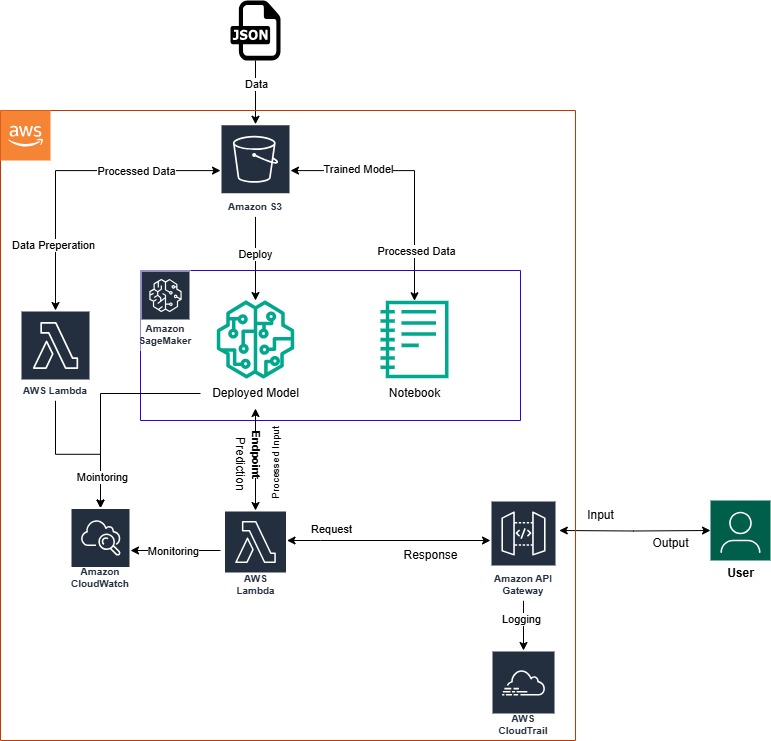 JSON
Data
aws
Processed Data
Trained Model
Amazon S3
Data Preperation
Deploy
Processed Data
Amazon
SageMaker
AWS Lambda
Deployed Model
Notebook
Endpoint
Prediction
Processed Input
Mointoring
Request
Response
Input
Output
Monitoring
Amazon
CloudWatch
AWS
Lambda
Amazon API
Gateway
User
Logging
AWS
CloudTrail